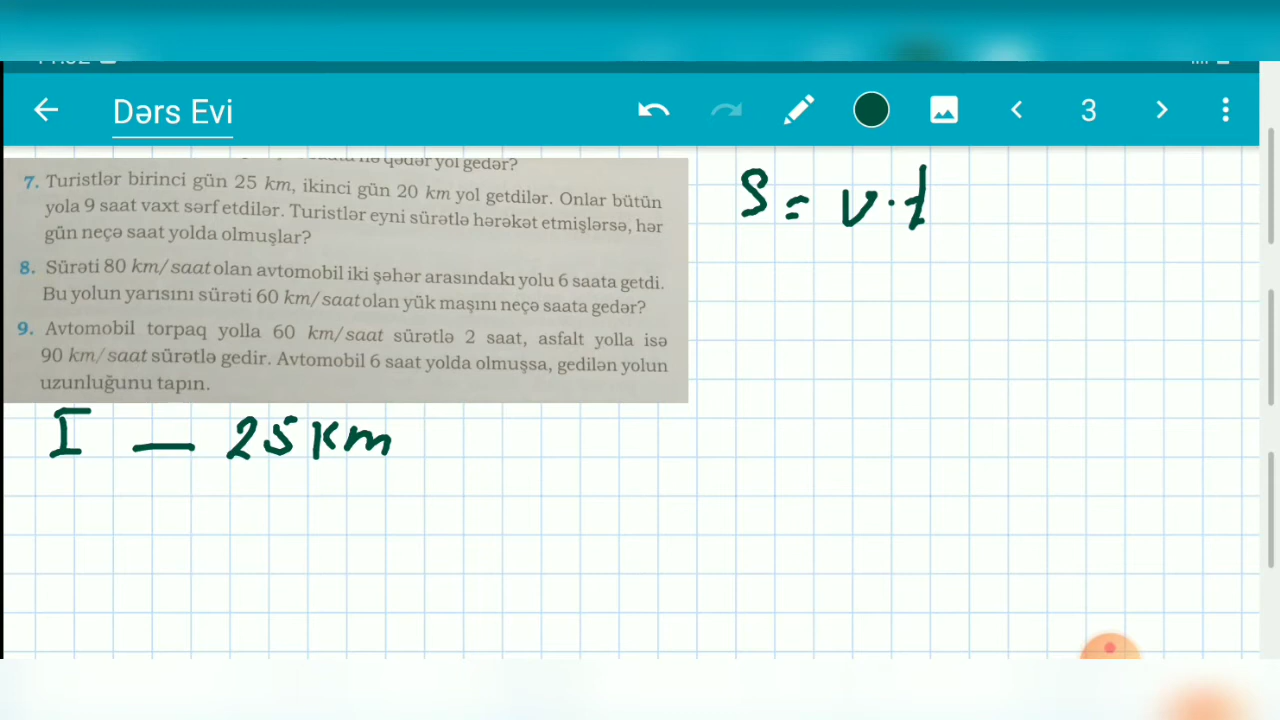 Dərs Evi
3
qədər yol gedər?
7. Turistlər birinci gün 25 km, ikinci gün 20 km yol getdilər. Onlar bütün
yola 9 saat vaxt sərf etdilər. Turistlər eyni sürətlə hərəkət etmişlərsə, hər
gün neçə saat yolda olmuşlar?
8. Sürəti 80 km/saat olan avtomobil iki şəhər arasındakı yolu 6 saata getdi.
Bu yolun yarısını sürəti 60 km/saat olan yük maşını neçə saata gedər?
9. Avtomobil torpaq yolla 60 km/saat sürətlə 2 saat, asfalt yolla isə
90 km/saat sürətlə gedir. Avtomobil 6 saat yolda olmuşsa, gedilən yolun
uzunluğunu tapın.
S = v·t
I — 25 km